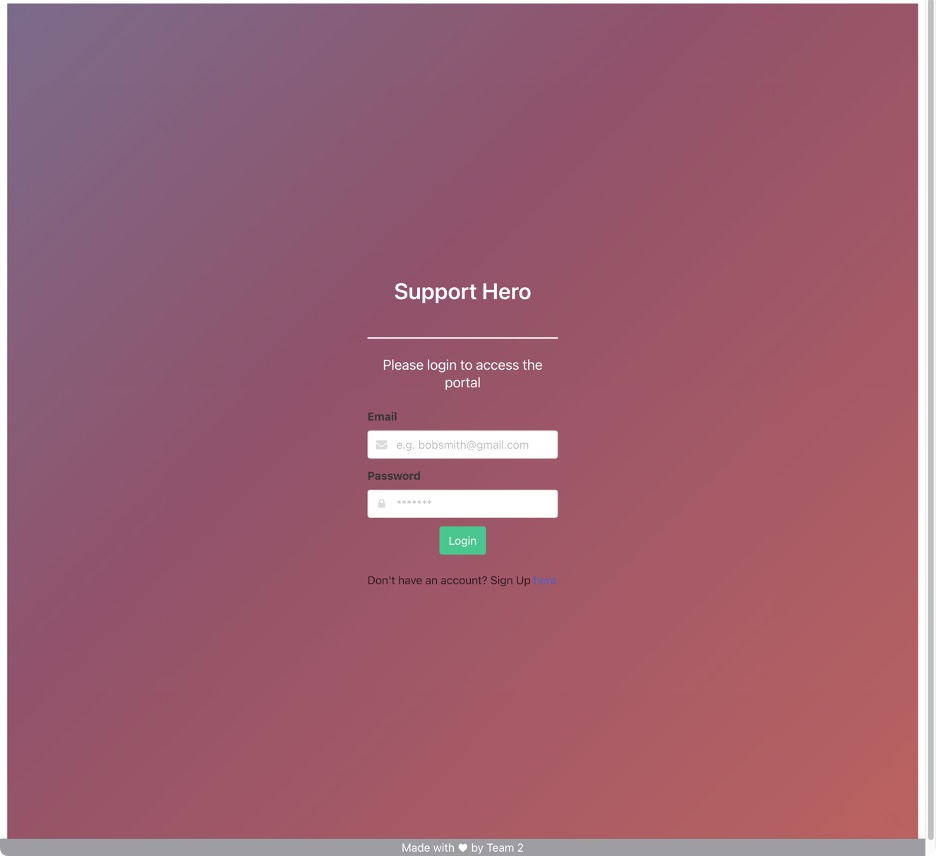 Support Hero
Please login to access the
portal
Email
e.g. bobsmith@gmail.com
Password
*******
Login
Don't have an account? Sign Up here
Made with ♥ by Team 2